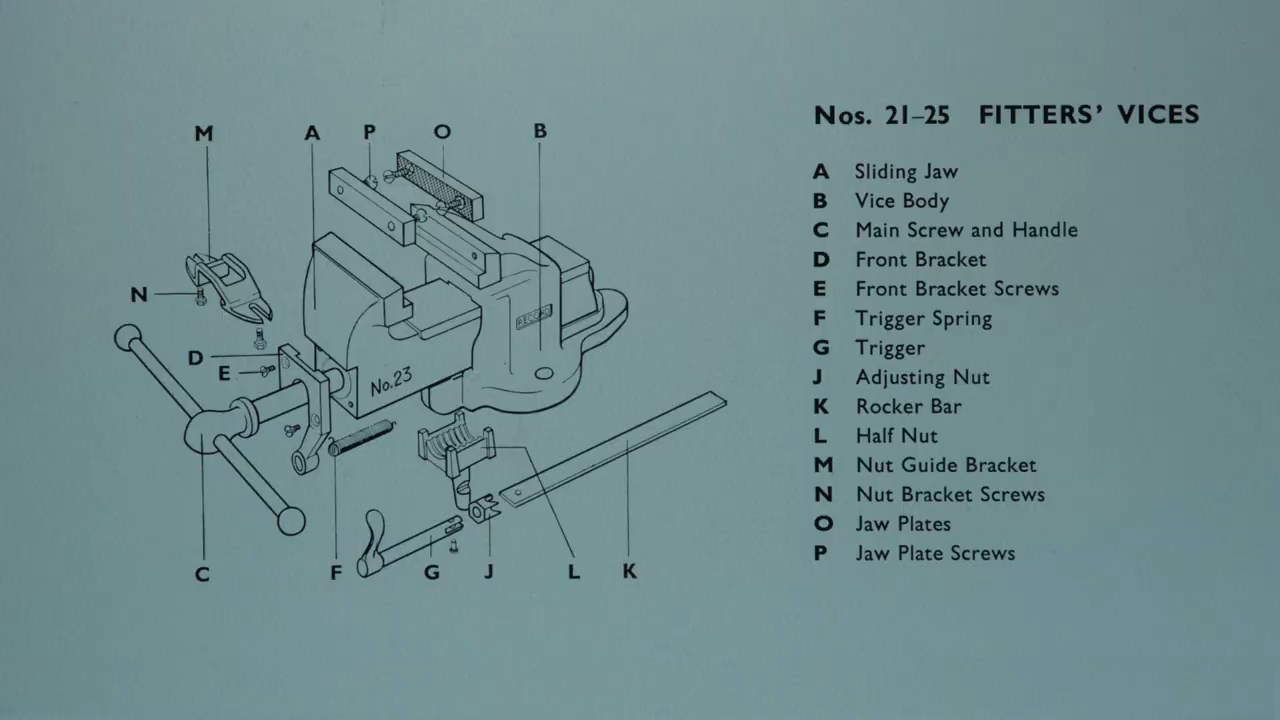 Nos. 21–25 FITTERS' VICES
M A P O B
N
D
E
No.23
RECORD
C F G J L K
A Sliding Jaw
B Vice Body
C Main Screw and Handle
D Front Bracket
E Front Bracket Screws
F Trigger Spring
G Trigger
J Adjusting Nut
K Rocker Bar
L Half Nut
M Nut Guide Bracket
N Nut Bracket Screws
O Jaw Plates
P Jaw Plate Screws